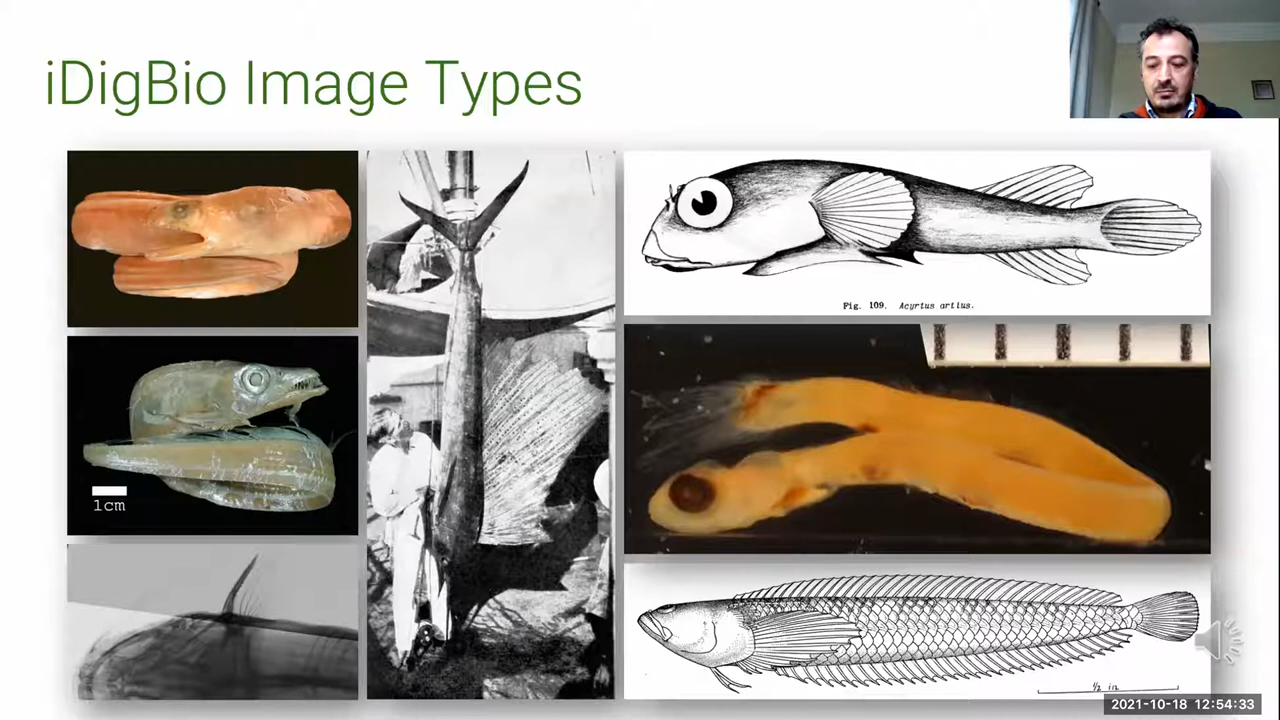 iDigBio Image Types
Fig. 109. Acyrtus artius.
1cm
1/2 in.
2021-10-18 12:54:33